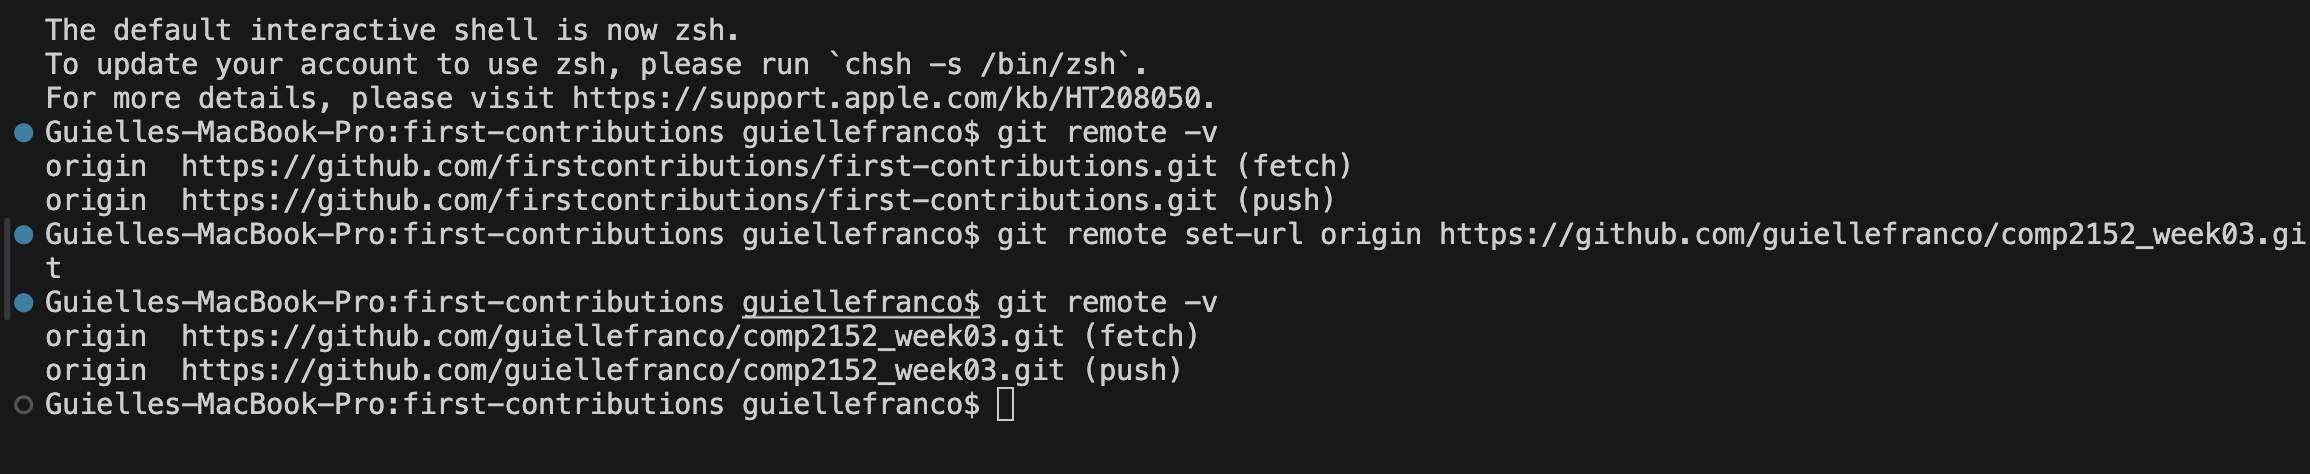 The default interactive shell is now zsh.
To update your account to use zsh, please run `chsh -s /bin/zsh`.
For more details, please visit https://support.apple.com/kb/HT208050.
Guielles-MacBook-Pro:first-contributions guiellefranco$ git remote -v
origin  https://github.com/firstcontributions/first-contributions.git (fetch)
origin  https://github.com/firstcontributions/first-contributions.git (push)
Guielles-MacBook-Pro:first-contributions guiellefranco$ git remote set-url origin https://github.com/guiellefranco/comp2152_week03.gi
t
Guielles-MacBook-Pro:first-contributions guiellefranco$ git remote -v
origin  https://github.com/guiellefranco/comp2152_week03.git (fetch)
origin  https://github.com/guiellefranco/comp2152_week03.git (push)
Guielles-MacBook-Pro:first-contributions guiellefranco$